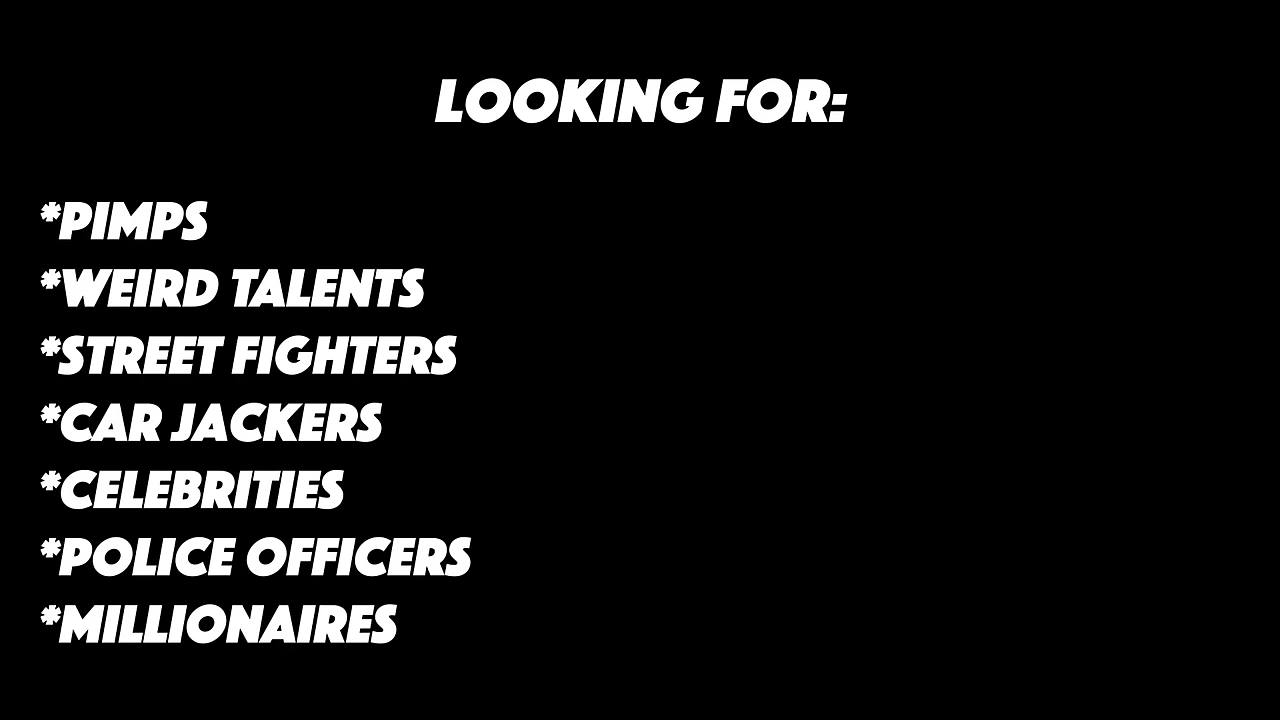 LOOKING FOR:
*PIMPS
*WEIRD TALENTS
*STREET FIGHTERS
*CAR JACKERS
*CELEBRITIES
*POLICE OFFICERS
*MILLIONAIRES